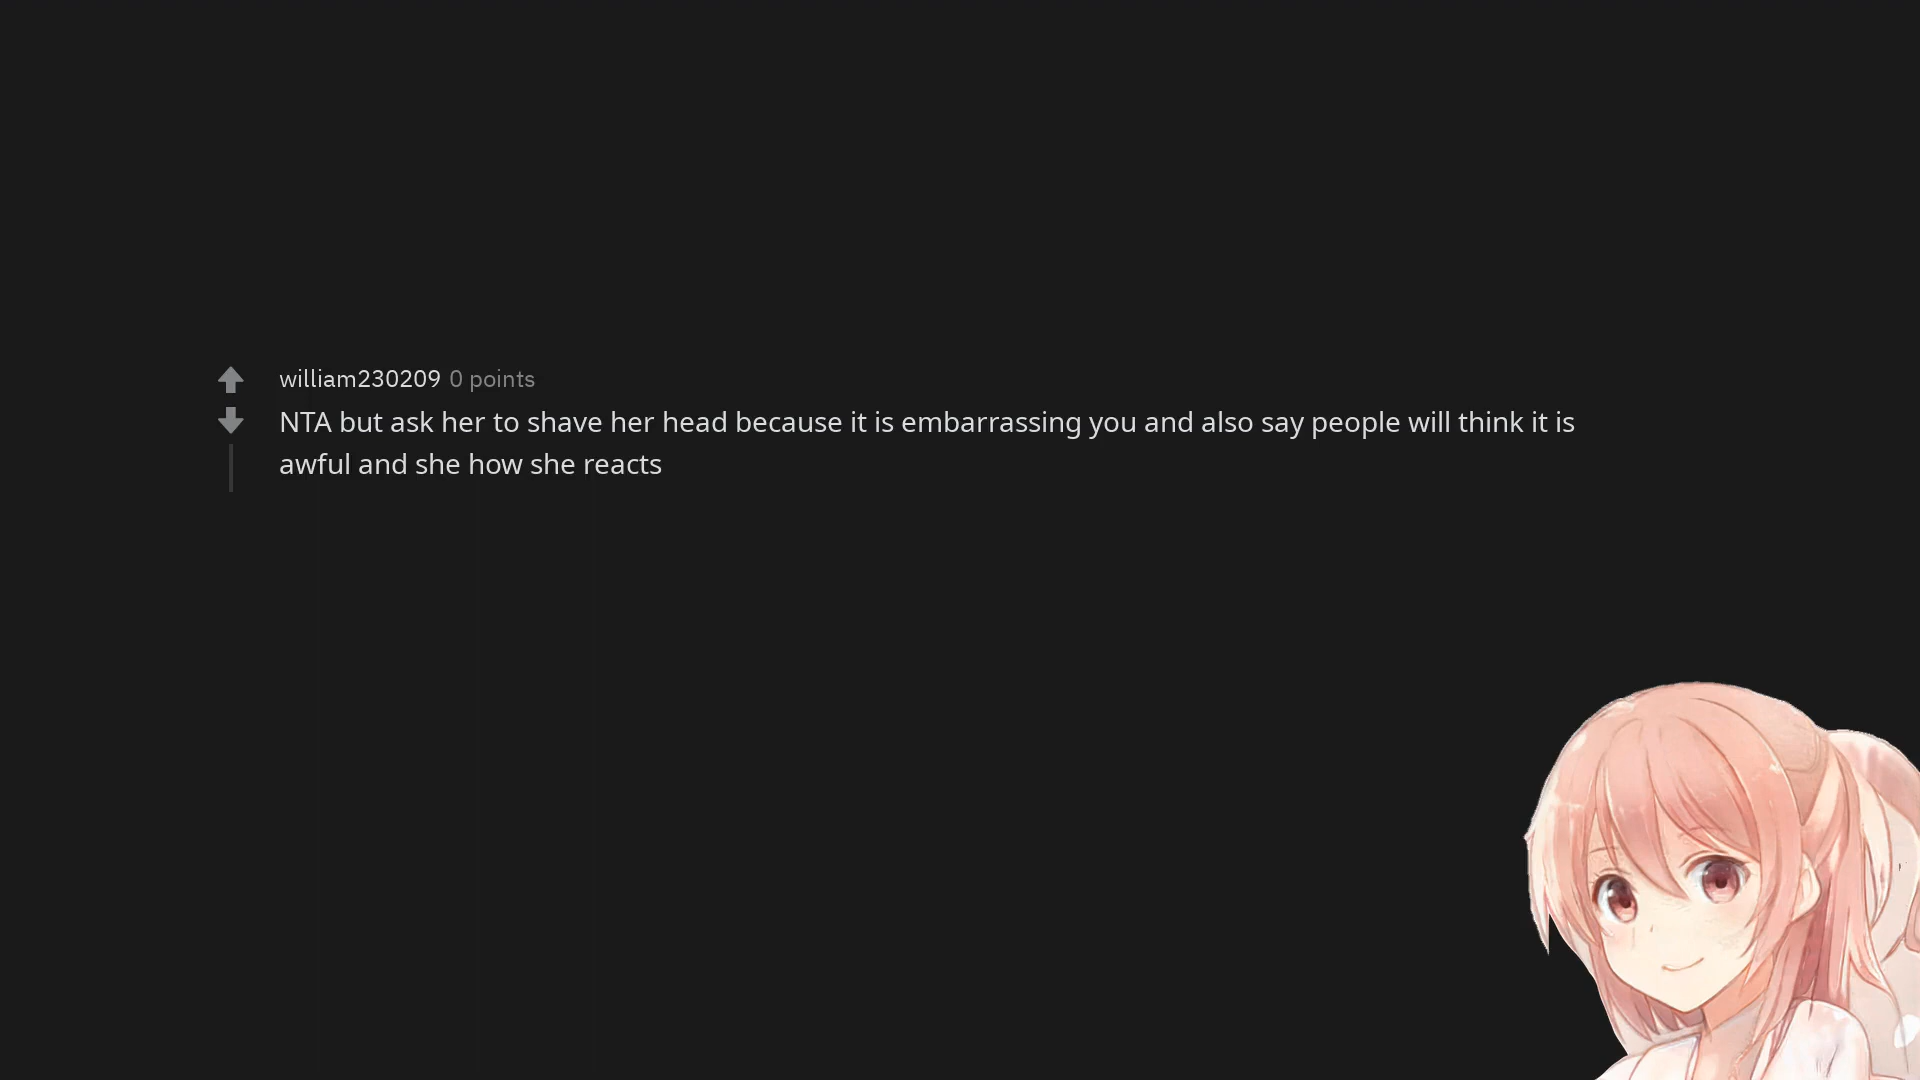 william230209 0 points
NTA but ask her to shave her head because it is embarrassing you and also say people will think it is
awful and she how she reacts